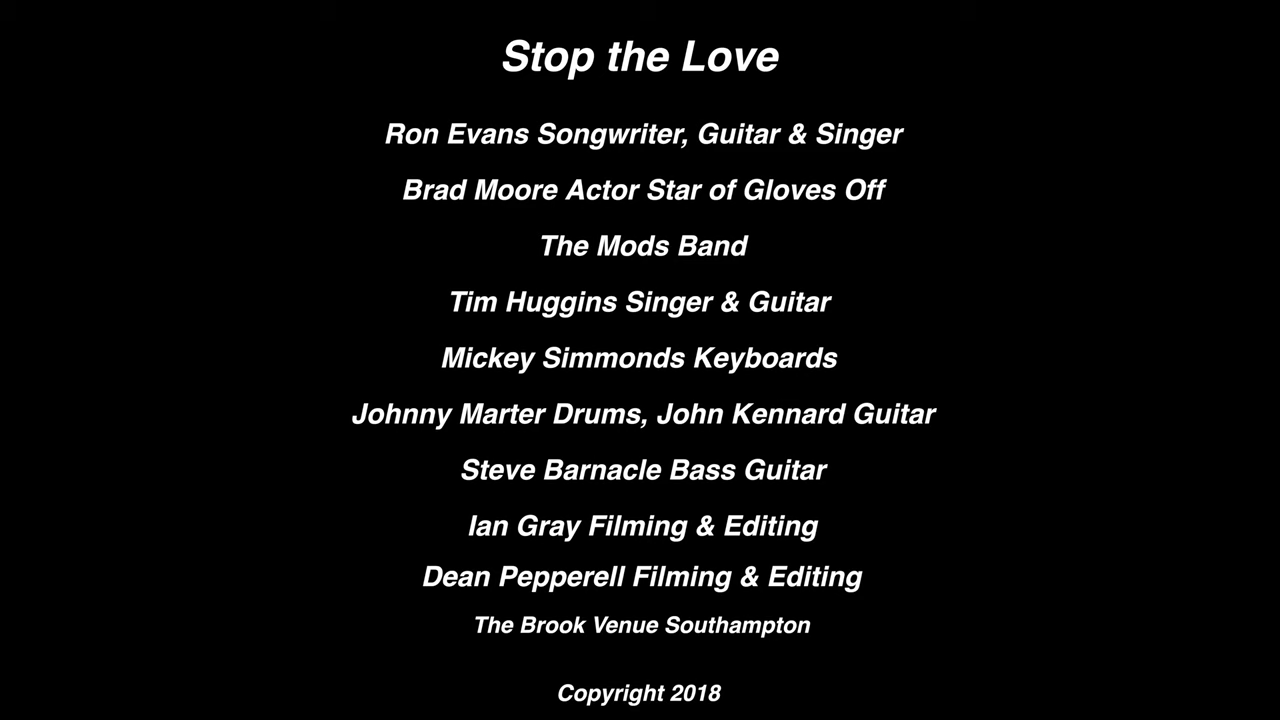 Stop the Love
Ron Evans Songwriter, Guitar & Singer
Brad Moore Actor Star of Gloves Off
The Mods Band
Tim Huggins Singer & Guitar
Mickey Simmonds Keyboards
Johnny Marter Drums, John Kennard Guitar
Steve Barnacle Bass Guitar
Ian Gray Filming & Editing
Dean Pepperell Filming & Editing
The Brook Venue Southampton
Copyright 2018